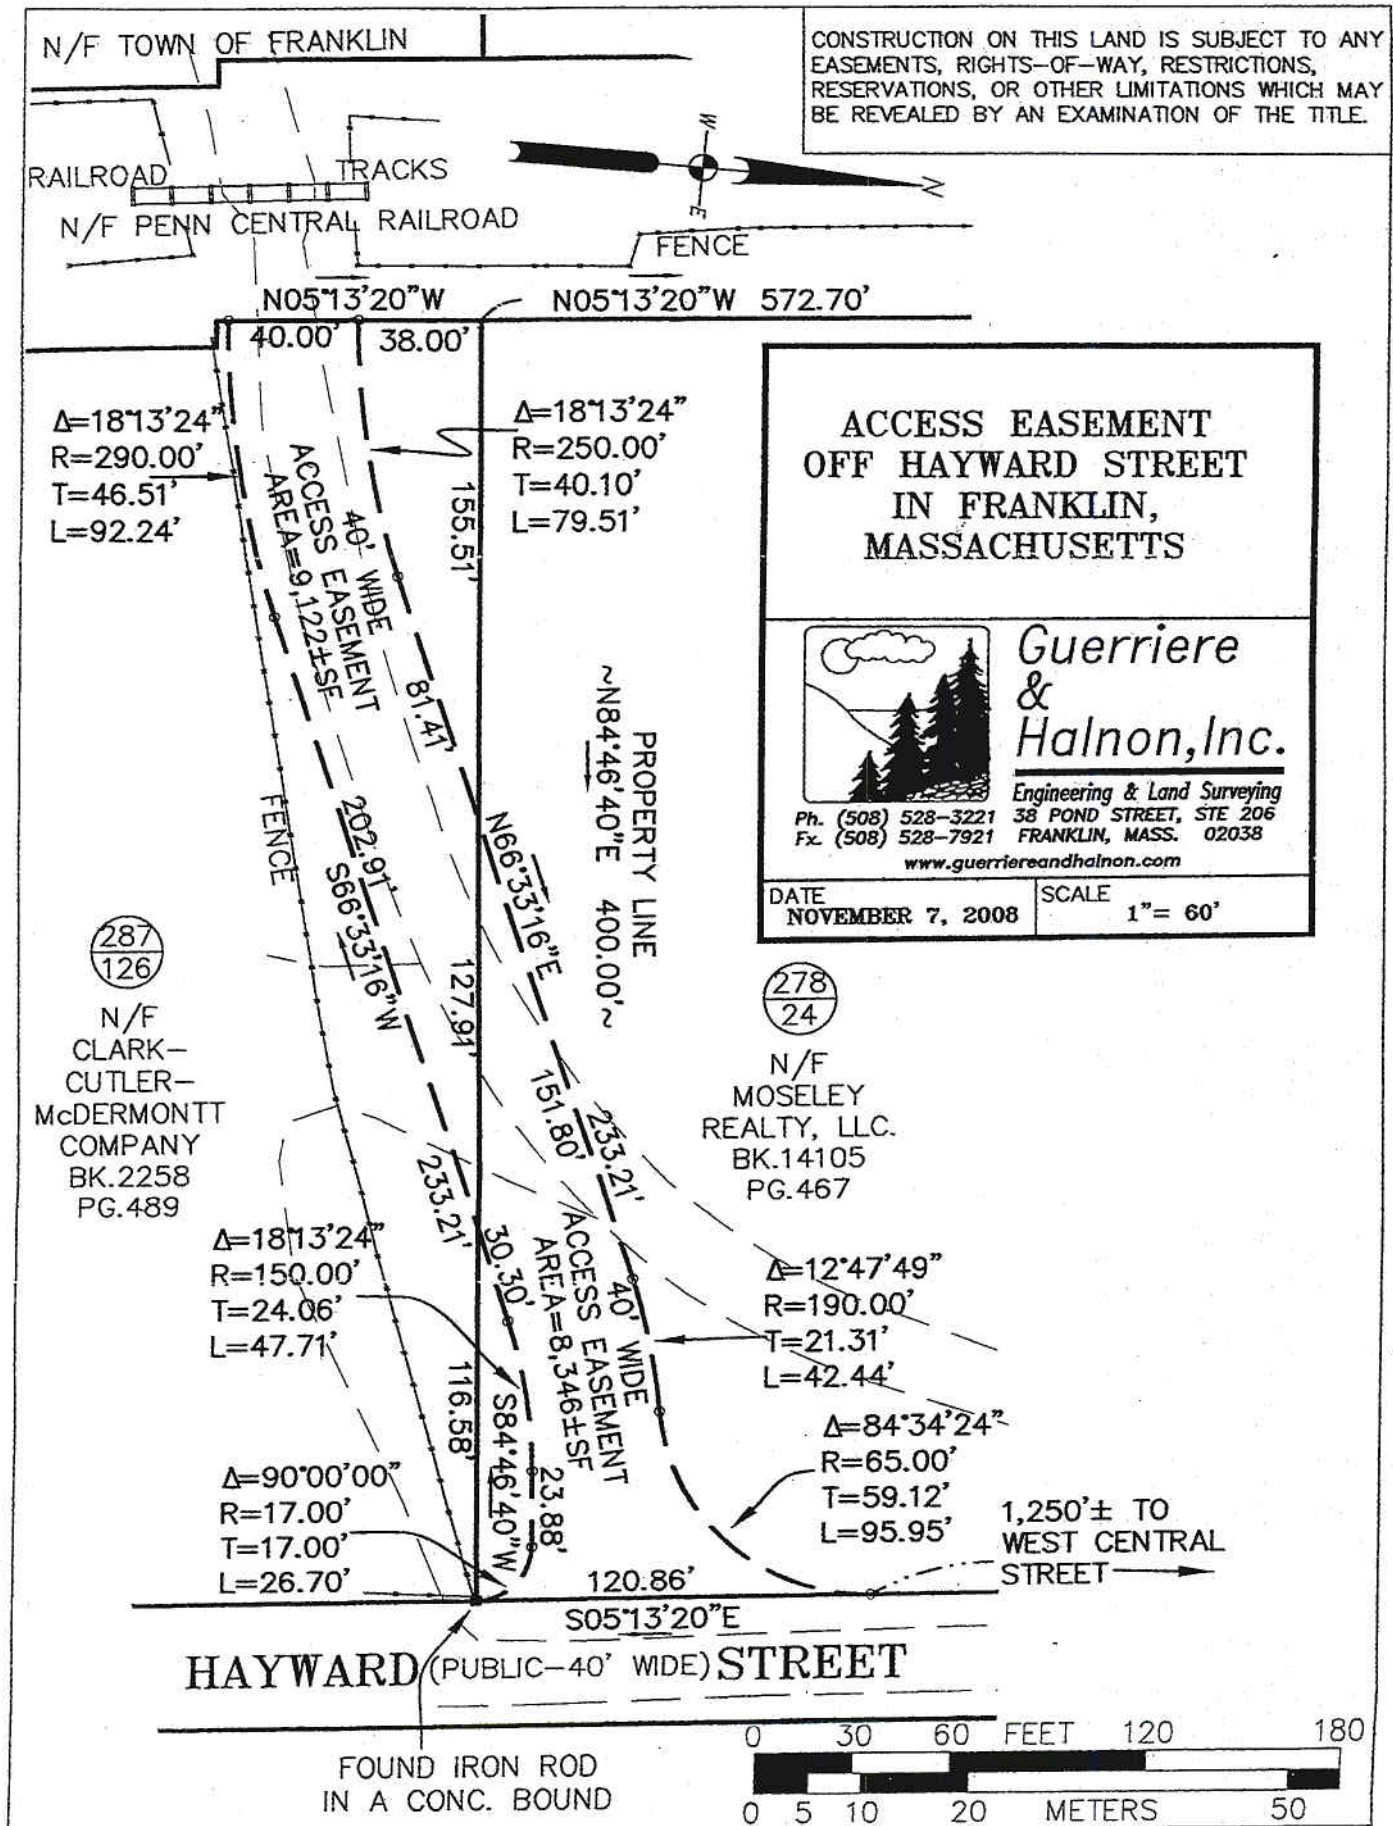 N/F TOWN OF FRANKLIN
CONSTRUCTION ON THIS LAND IS SUBJECT TO ANY
EASEMENTS, RIGHTS-OF-WAY, RESTRICTIONS,
RESERVATIONS, OR OTHER LIMITATIONS WHICH MAY
BE REVEALED BY AN EXAMINATION OF THE TITLE.
W
N
E
RAILROAD TRACKS
N/F PENN CENTRAL RAILROAD
FENCE
N05°13'20"W
N05°13'20"W 572.70'
40.00'
38.00'
Δ=18°13'24"
R=290.00'
T=46.51'
L=92.24'
Δ=18°13'24"
R=250.00'
T=40.10'
L=79.51'
155.51'
40' WIDE
ACCESS EASEMENT
AREA=9,122±SF
81.41'
ACCESS EASEMENT
OFF HAYWARD STREET
IN FRANKLIN,
MASSACHUSETTS
Guerriere
&
Halnon,Inc.
Engineering & Land Surveying
Ph. (508) 528-3221 38 POND STREET, STE 206
Fx. (508) 528-7921 FRANKLIN, MASS. 02038
www.guerriereandhalnon.com
DATE
NOVEMBER 7, 2008
SCALE
1"= 60'
PROPERTY LINE
~N84°46'40"E 400.00'~
FENCE
202.91'
S66°33'16"W
N66°33'16"E
127.91'
287
126
N/F
CLARK-
CUTLER-
McDERMONTT
COMPANY
BK.2258
PG.489
278
24
N/F
MOSELEY
REALTY, LLC.
BK.14105
PG.467
151.80'
233.21'
233.21'
30.30'
40' WIDE
ACCESS EASEMENT
AREA=8,346±SF
Δ=18°13'24"
R=150.00'
T=24.06'
L=47.71'
Δ=12°47'49"
R=190.00'
T=21.31'
L=42.44'
116.58'
S84°46'40"W
23.88'
Δ=84°34'24"
R=65.00'
T=59.12'
L=95.95'
Δ=90°00'00"
R=17.00'
T=17.00'
L=26.70'
1,250'± TO
WEST CENTRAL
STREET
120.86'
S05°13'20"E
HAYWARD (PUBLIC-40' WIDE) STREET
FOUND IRON ROD
IN A CONC. BOUND
0 30 60 FEET 120 180
0 5 10 20 METERS 50